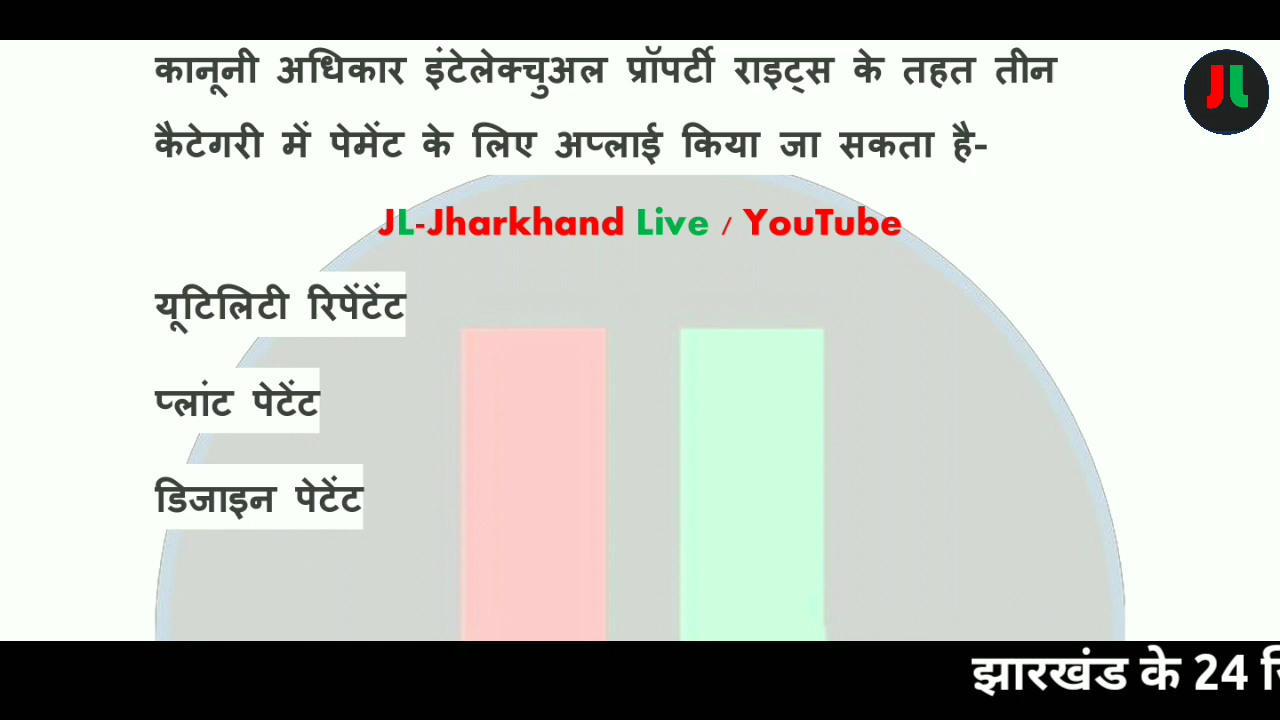 कानूनी अधिकार इंटेलेक्चुअल प्रॉपर्टी राइट्स के तहत तीन
JL
कैटेगरी में पेमेंट के लिए अप्लाई किया जा सकता है-
JL-Jharkhand Live / YouTube
यूटिलिटी रिपेंटेंट
प्लांट पेटेंट
डिजाइन पेटेंट
झारखंड के 24